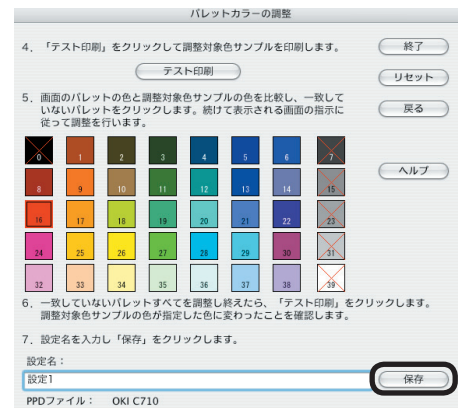 パレットカラーの調整
4. 「テスト印刷」をクリックして調整対象色サンプルを印刷します。
終了
テスト印刷
リセット
5. 画面のパレットの色と調整対象色サンプルの色を比較し、一致して
いないパレットをクリックします。続けて表示される画面の指示に
従って調整を行います。
戻る
0 1 2 3 4 5 6 7
ヘルプ
8 9 10 11 12 13 14 15
16 17 18 19 20 21 22 23
24 25 26 27 28 29 30 31
32 33 34 35 36 37 38 39
6. 一致していないパレットすべてを調整し終えたら、「テスト印刷」をクリックします。
調整対象色サンプルの色が指定した色に変わったことを確認します。
7. 設定名を入力し「保存」をクリックします。
設定名：
設定1
保存
PPDファイル： OKI C710